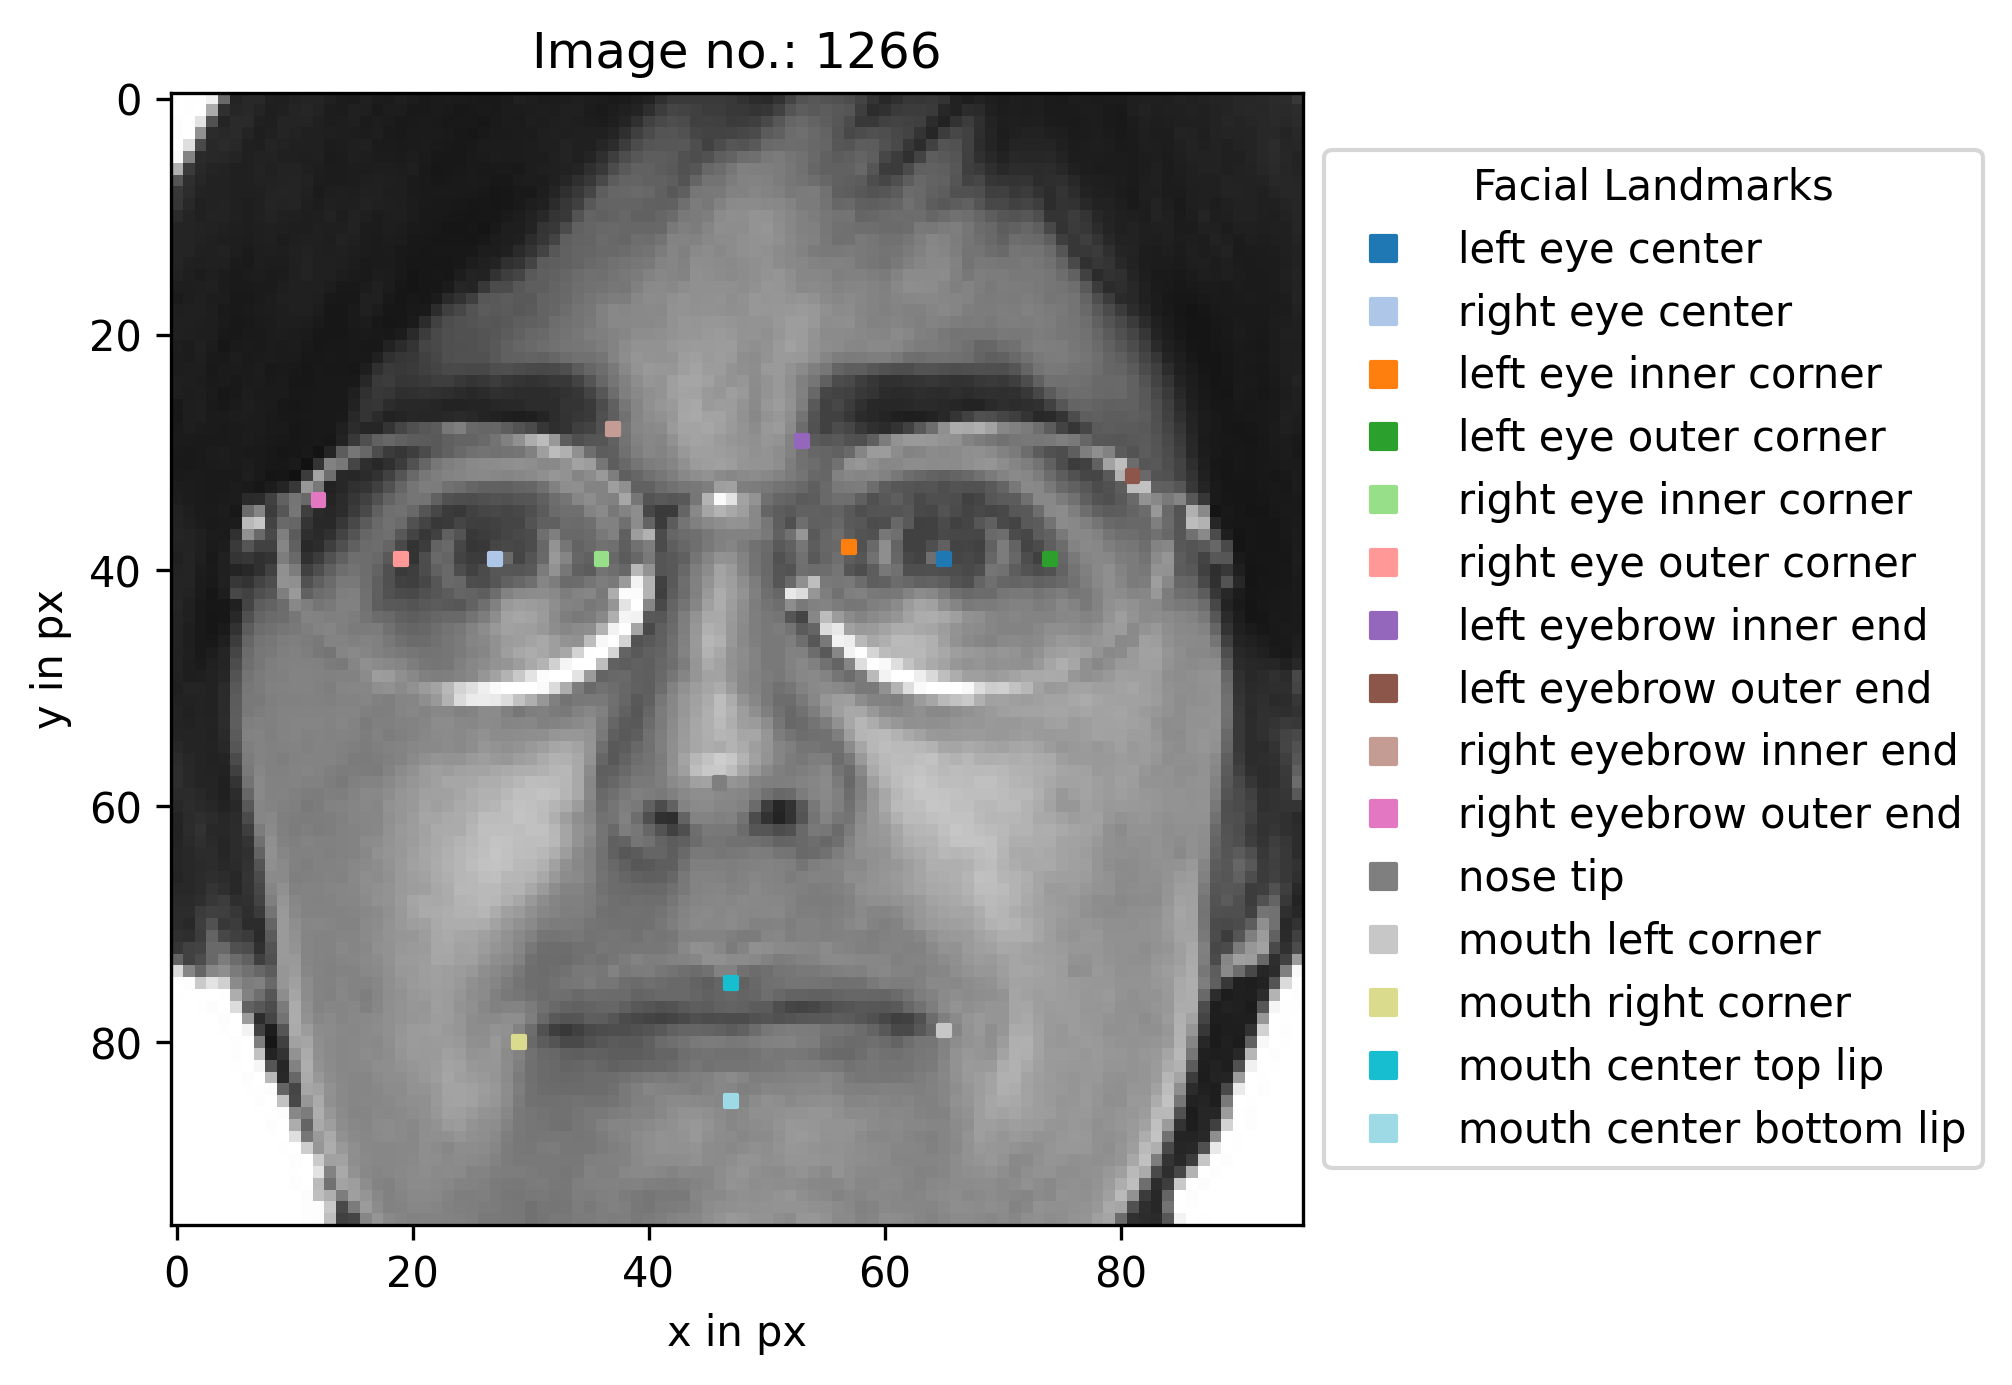 Image no.: 1266
0
20
40
60
80
y in px
0 20 40 60 80
x in px
Facial Landmarks
left eye center
right eye center
left eye inner corner
left eye outer corner
right eye inner corner
right eye outer corner
left eyebrow inner end
left eyebrow outer end
right eyebrow inner end
right eyebrow outer end
nose tip
mouth left corner
mouth right corner
mouth center top lip
mouth center bottom lip